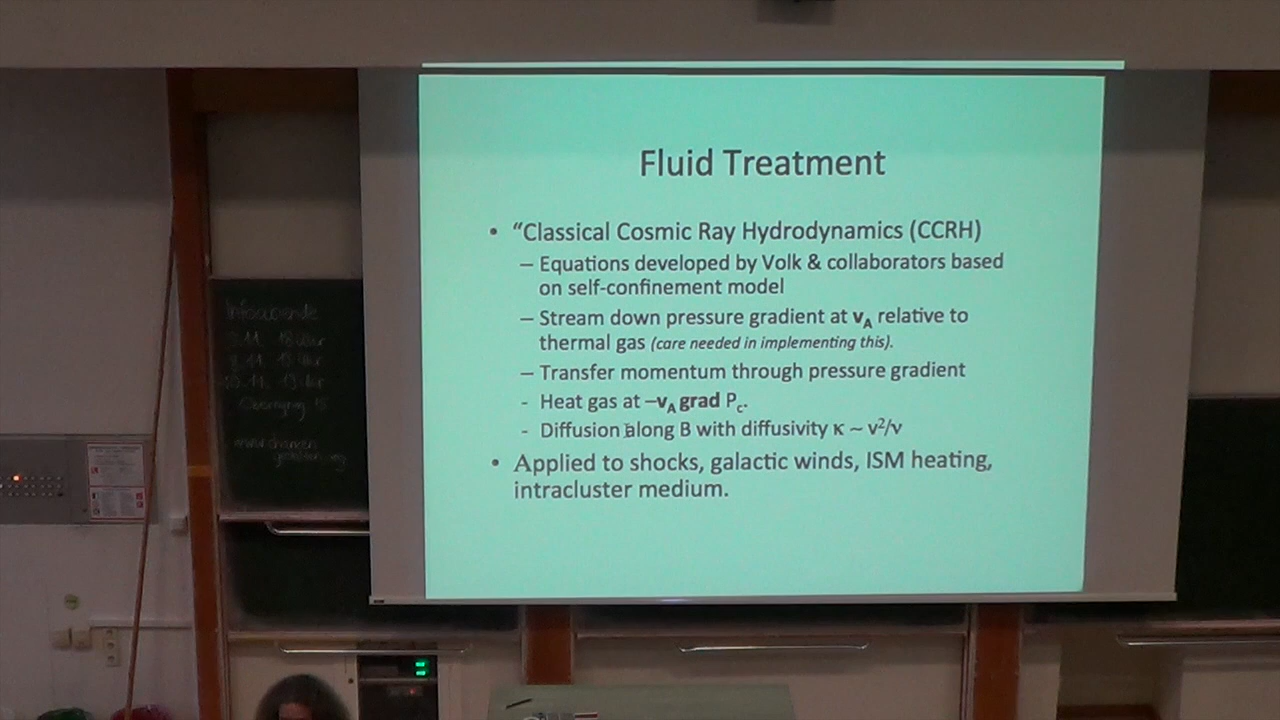 Fluid Treatment
• “Classical Cosmic Ray Hydrodynamics (CCRH)
– Equations developed by Volk & collaborators based
on self-confinement model
– Stream down pressure gradient at vA relative to
thermal gas (care needed in implementing this).
– Transfer momentum through pressure gradient
- Heat gas at –vA grad Pc.
- Diffusion along B with diffusivity κ ~ v²/ν
• Applied to shocks, galactic winds, ISM heating,
intracluster medium.
Infoabende